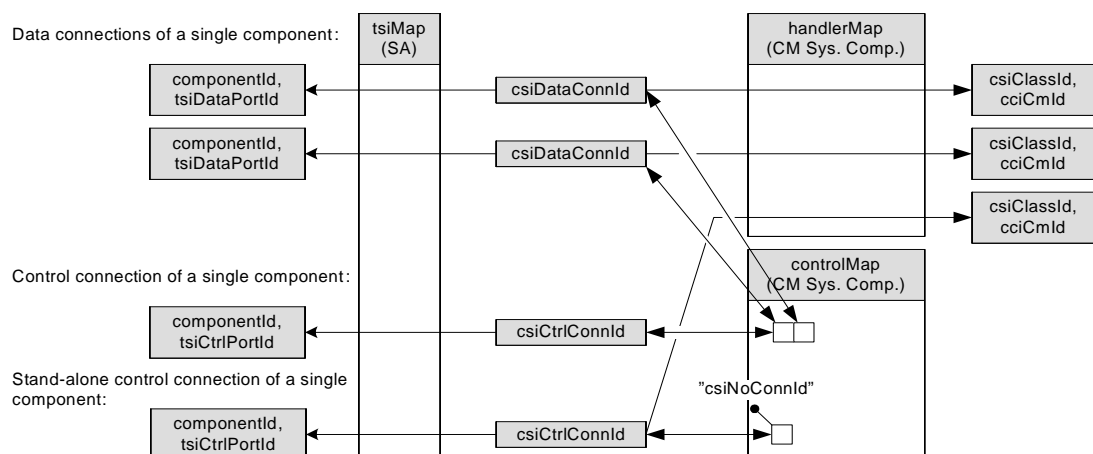 Data connections of a single component:
tsiMap
(SA)
handlerMap
(CM Sys. Comp.)
componentId,
tsiDataPortId
csiDataConnId
csiClassId,
cciCmId
componentId,
tsiDataPortId
csiDataConnId
csiClassId,
cciCmId
csiClassId,
cciCmId
Control connection of a single component:
controlMap
(CM Sys. Comp.)
componentId,
tsiCtrlPortId
csiCtrlConnId
Stand-alone control connection of a single
component:
"csiNoConnId"
componentId,
tsiCtrlPortId
csiCtrlConnId